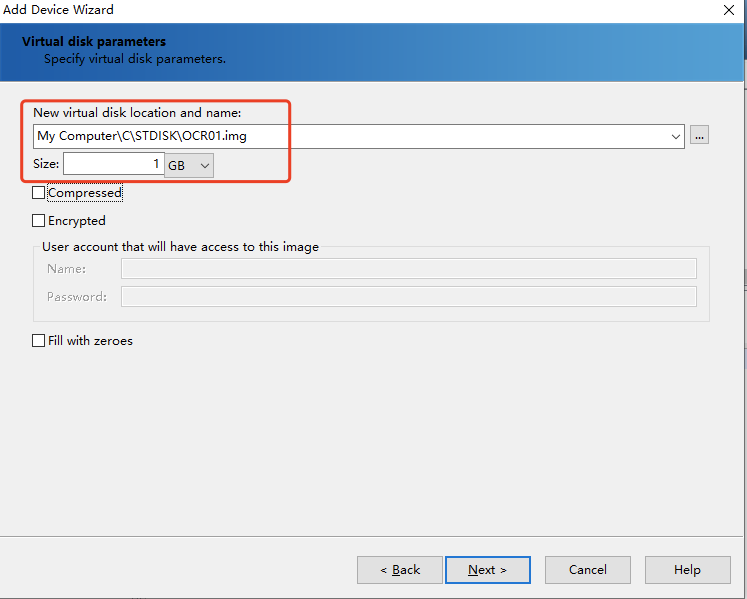 Add Device Wizard
Virtual disk parameters
Specify virtual disk parameters.
New virtual disk location and name:
My Computer\C\STDISK\OCR01.img
...
Size: 1 GB
Compressed
Encrypted
User account that will have access to this image
Name:
Password:
Fill with zeroes
< Back Next > Cancel Help